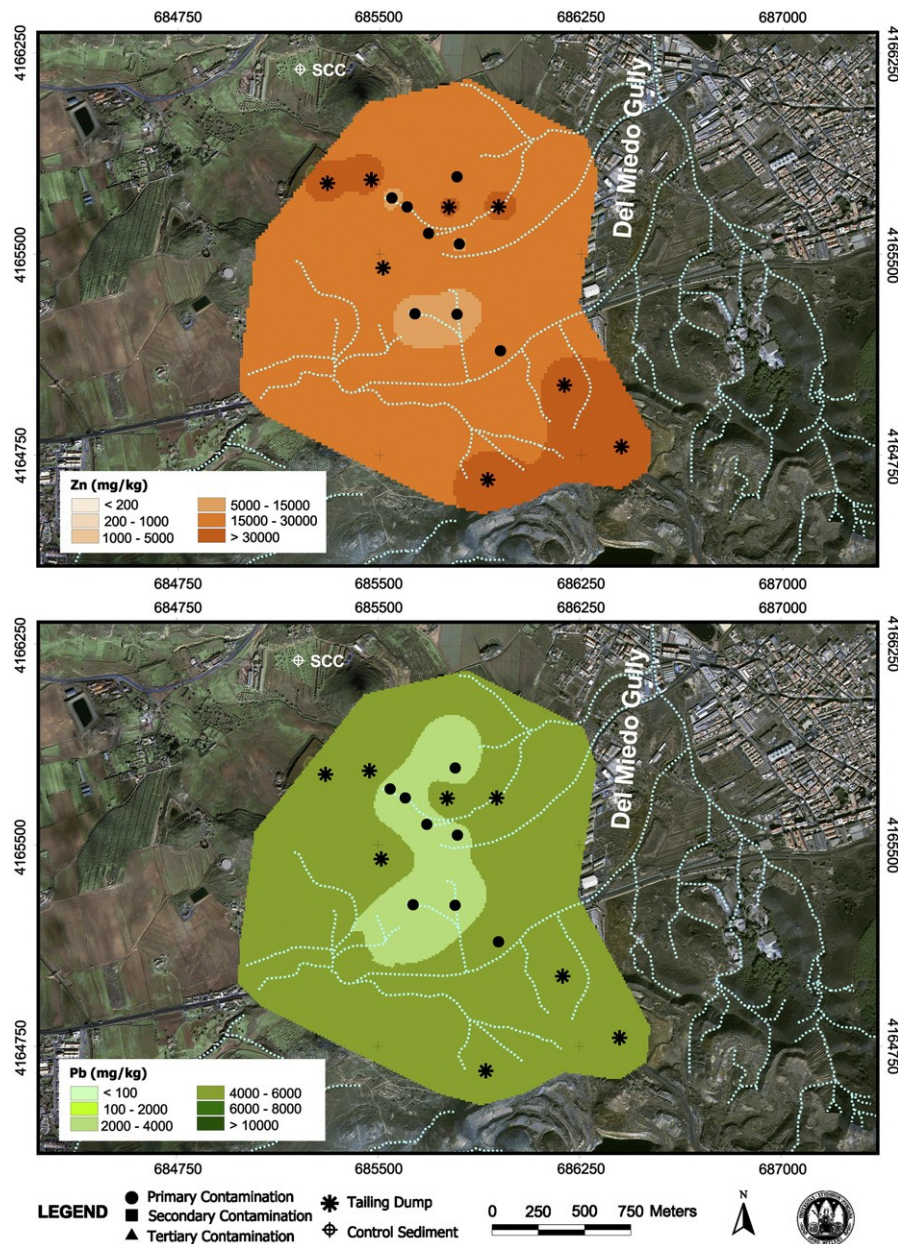 684750 685500 686250 687000
4166250 4166250
SCC
Del Miedo Gully
4165500 4165500
4164750 4164750
Zn (mg/kg)
< 200 5000 - 15000
200 - 1000 15000 - 30000
1000 - 5000 > 30000
684750 685500 686250 687000
684750 685500 686250 687000
4166250 4166250
SCC
Del Miedo Gully
4165500 4165500
4164750 4164750
Pb (mg/kg)
< 100 4000 - 6000
100 - 2000 6000 - 8000
2000 - 4000 > 10000
684750 685500 686250 687000
LEGEND
Primary Contamination Tailing Dump
Secondary Contamination
Tertiary Contamination Control Sediment
0 250 500 750 Meters
N